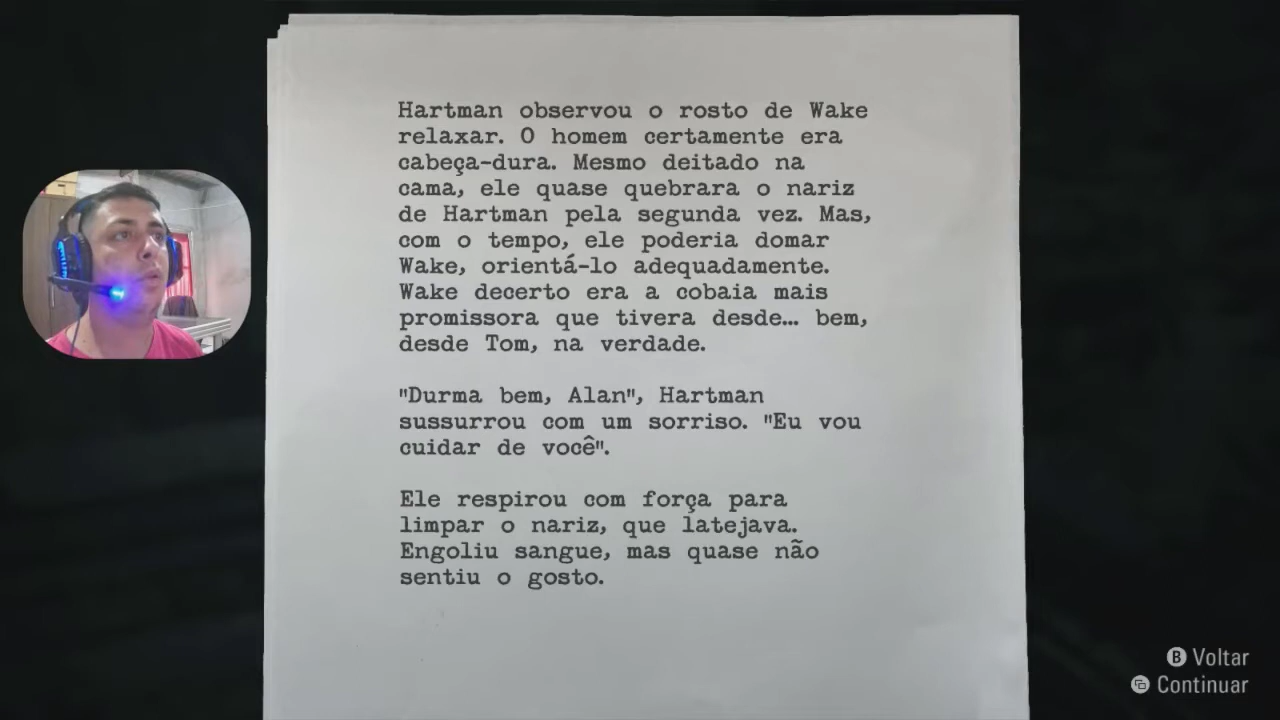 Hartman observou o rosto de Wake
relaxar. O homem certamente era
cabeça-dura. Mesmo deitado na
cama, ele quase quebrara o nariz
de Hartman pela segunda vez. Mas,
com o tempo, ele poderia domar
Wake, orientá-lo adequadamente.
Wake decerto era a cobaia mais
promissora que tivera desde... bem,
desde Tom, na verdade.
"Durma bem, Alan", Hartman
sussurrou com um sorriso. "Eu vou
cuidar de você".
Ele respirou com força para
limpar o nariz, que latejava.
Engoliu sangue, mas quase não
sentiu o gosto.
B Voltar
Continuar